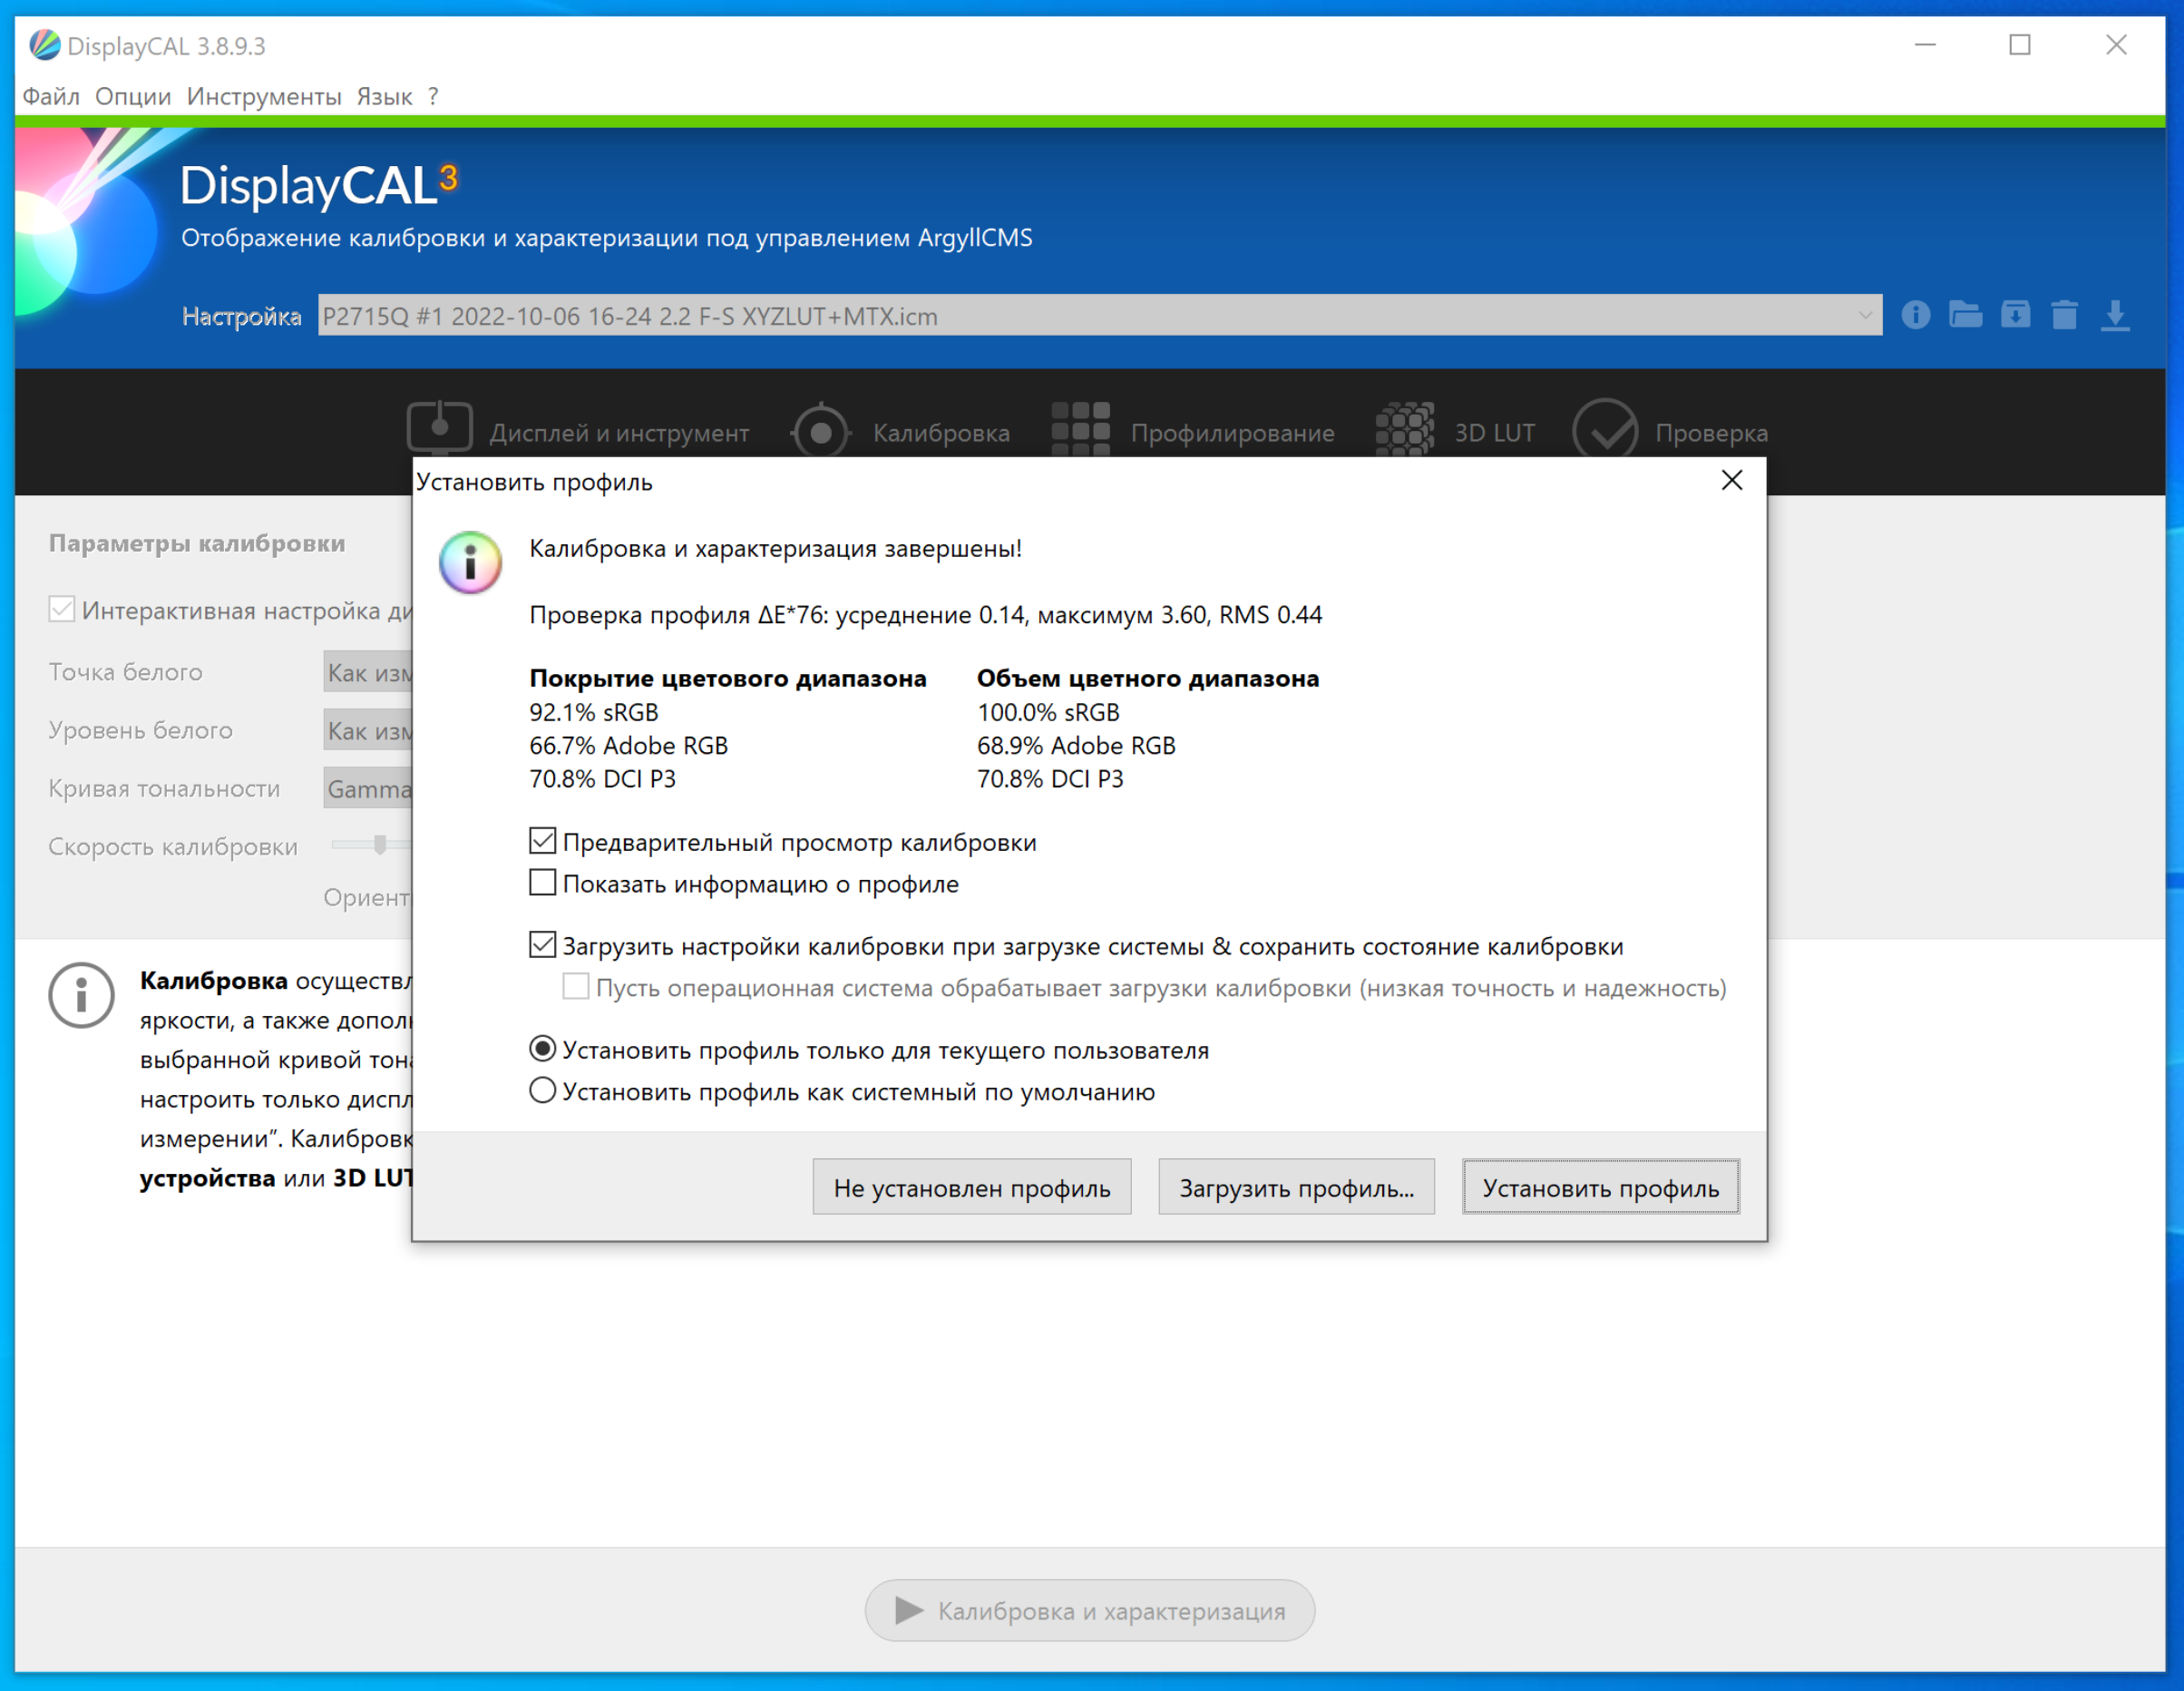 DisplayCAL 3.8.9.3
Файл Опции Инструменты Язык ?
DisplayCAL3
Отображение калибровки и характеризации под управлением ArgyllCMS
Настройка P2715Q #1 2022-10-06 16-24 2.2 F-S XYZLUT+MTX.icm
Дисплей и инструмент Калибровка Профилирование 3D LUT Проверка
Установить профиль
Калибровка и характеризация завершены!
Проверка профиля ΔE*76: усреднение 0.14, максимум 3.60, RMS 0.44
Покрытие цветового диапазона Объем цветного диапазона
92.1% sRGB 100.0% sRGB
66.7% Adobe RGB 68.9% Adobe RGB
70.8% DCI P3 70.8% DCI P3
Предварительный просмотр калибровки
Показать информацию о профиле
Загрузить настройки калибровки при загрузке системы & сохранить состояние калибровки
Пусть операционная система обрабатывает загрузки калибровки (низкая точность и надежность)
Установить профиль только для текущего пользователя
Установить профиль как системный по умолчанию
Не установлен профиль Загрузить профиль... Установить профиль
Параметры калибровки
Интерактивная настройка ди
Точка белого Как изм
Уровень белого Как изм
Кривая тональности Gamma
Скорость калибровки
Ориент
Калибровка осуществл
яркости, а также допол
выбранной кривой тон
настроить только диспл
измерении”. Калибровк
устройства или 3D LUT
Калибровка и характеризация